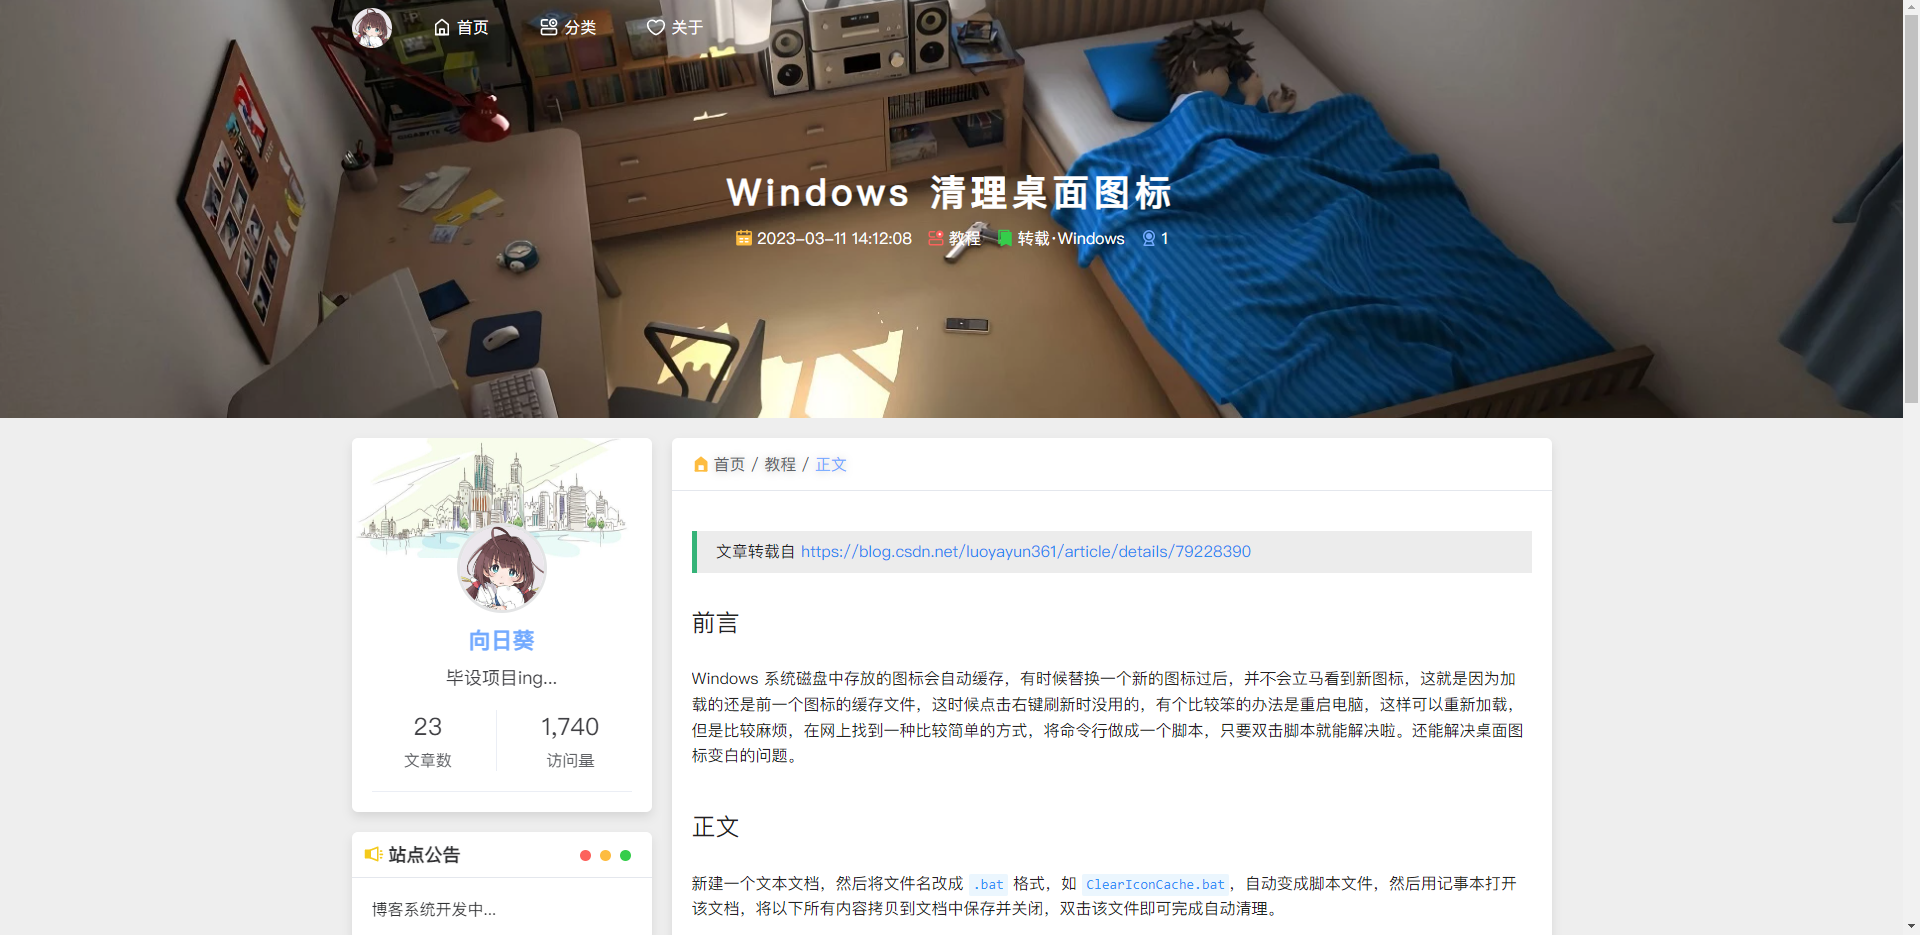 首页 分类 关于
GIGABYTE
Windows 清理桌面图标
2023-03-11 14:12:08 教程 转载·Windows 1
首页 / 教程 / 正文
文章转载自 https://blog.csdn.net/luoyayun361/article/details/79228390
前言
Windows 系统磁盘中存放的图标会自动缓存，有时候替换一个新的图标过后，并不会立马看到新图标，这就是因为加
载的还是前一个图标的缓存文件，这时候点击右键刷新时没用的，有个比较笨的办法是重启电脑，这样可以重新加载，
但是比较麻烦，在网上找到一种比较简单的方式，将命令行做成一个脚本，只要双击脚本就能解决啦。还能解决桌面图
标变白的问题。
正文
新建一个文本文档，然后将文件名改成 .bat 格式，如 ClearIconCache.bat，自动变成脚本文件，然后用记事本打开
该文档，将以下所有内容拷贝到文档中保存并关闭，双击该文件即可完成自动清理。
向日葵
毕设项目ing...
23 1,740
文章数 访问量
站点公告
博客系统开发中...